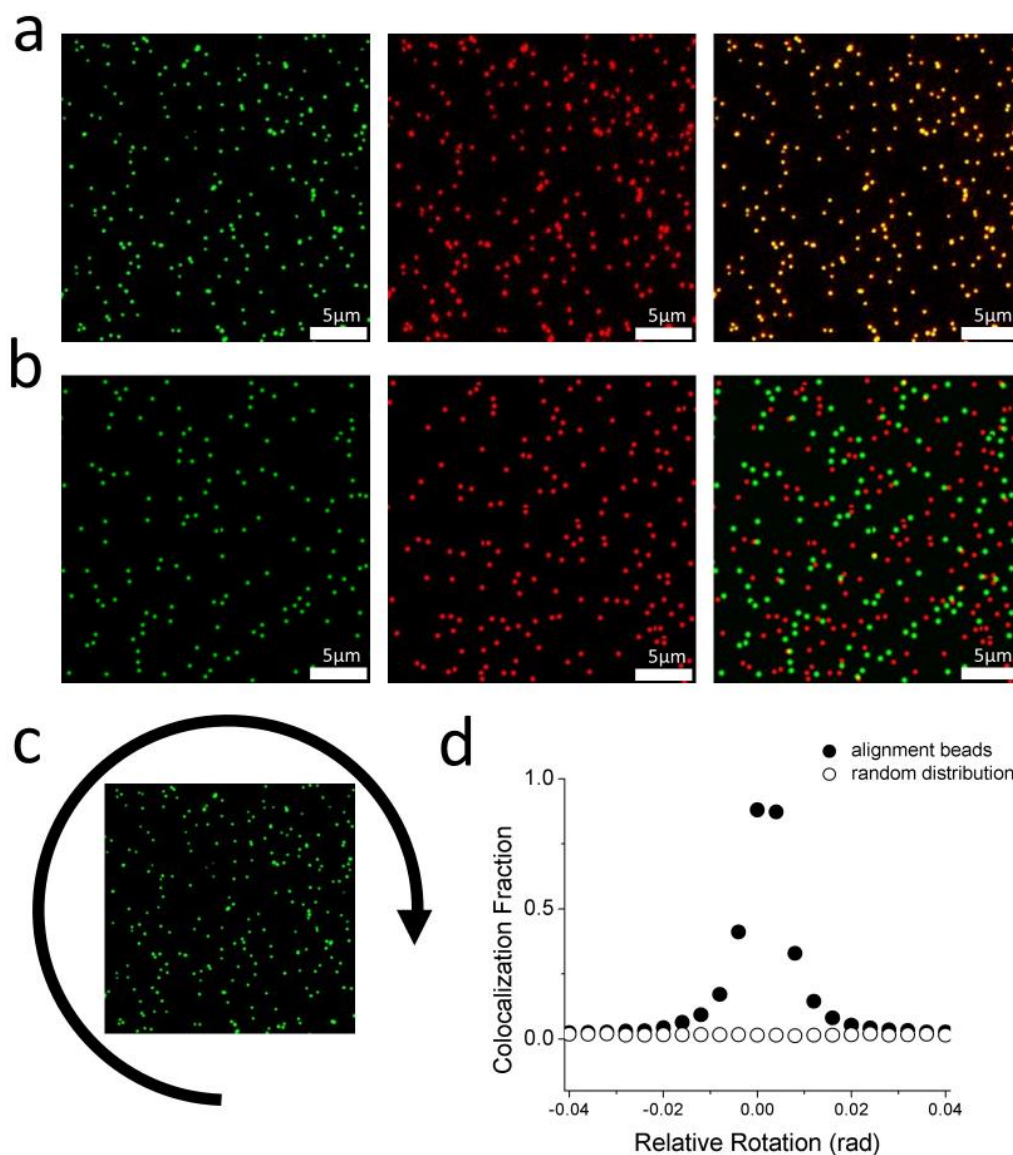 a
5µm 5µm 5µm
b
5µm 5µm 5µm
c
d
alignment beads
random distribution
1.0
0.5
0.0
Colocalization Fraction
-0.04 -0.02 0.00 0.02 0.04
Relative Rotation (rad)